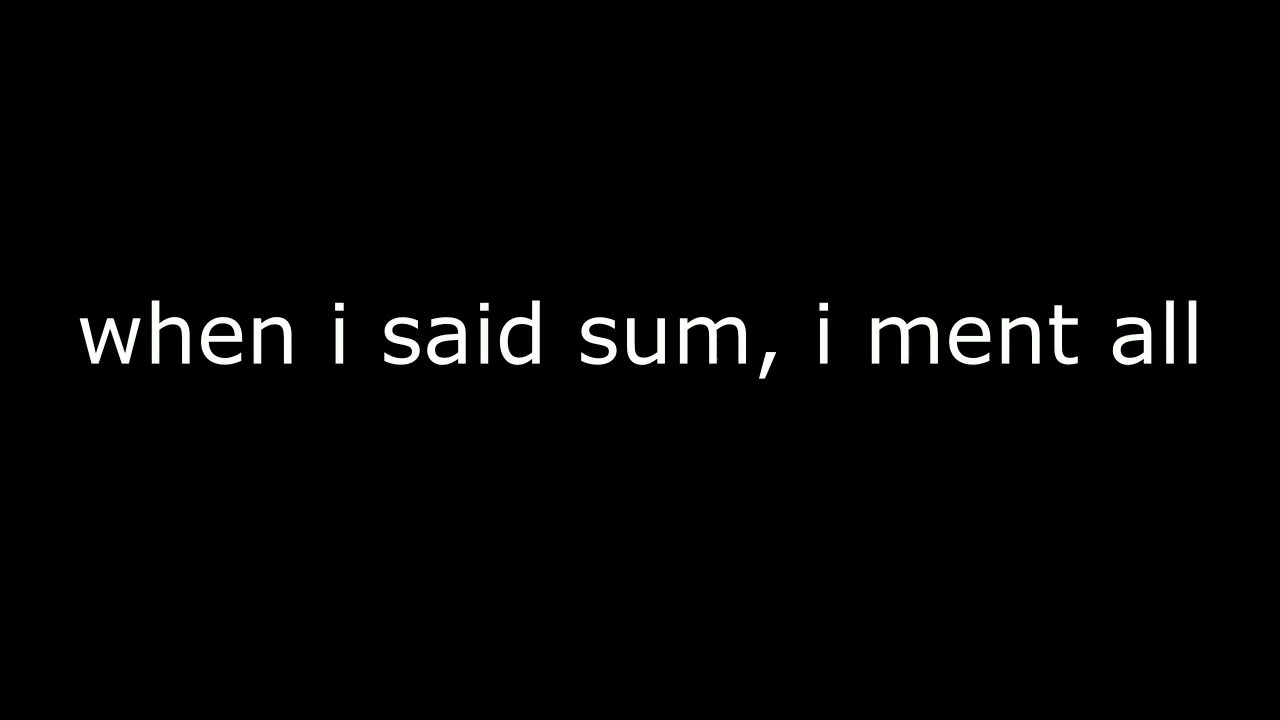 when i said sum, i ment all